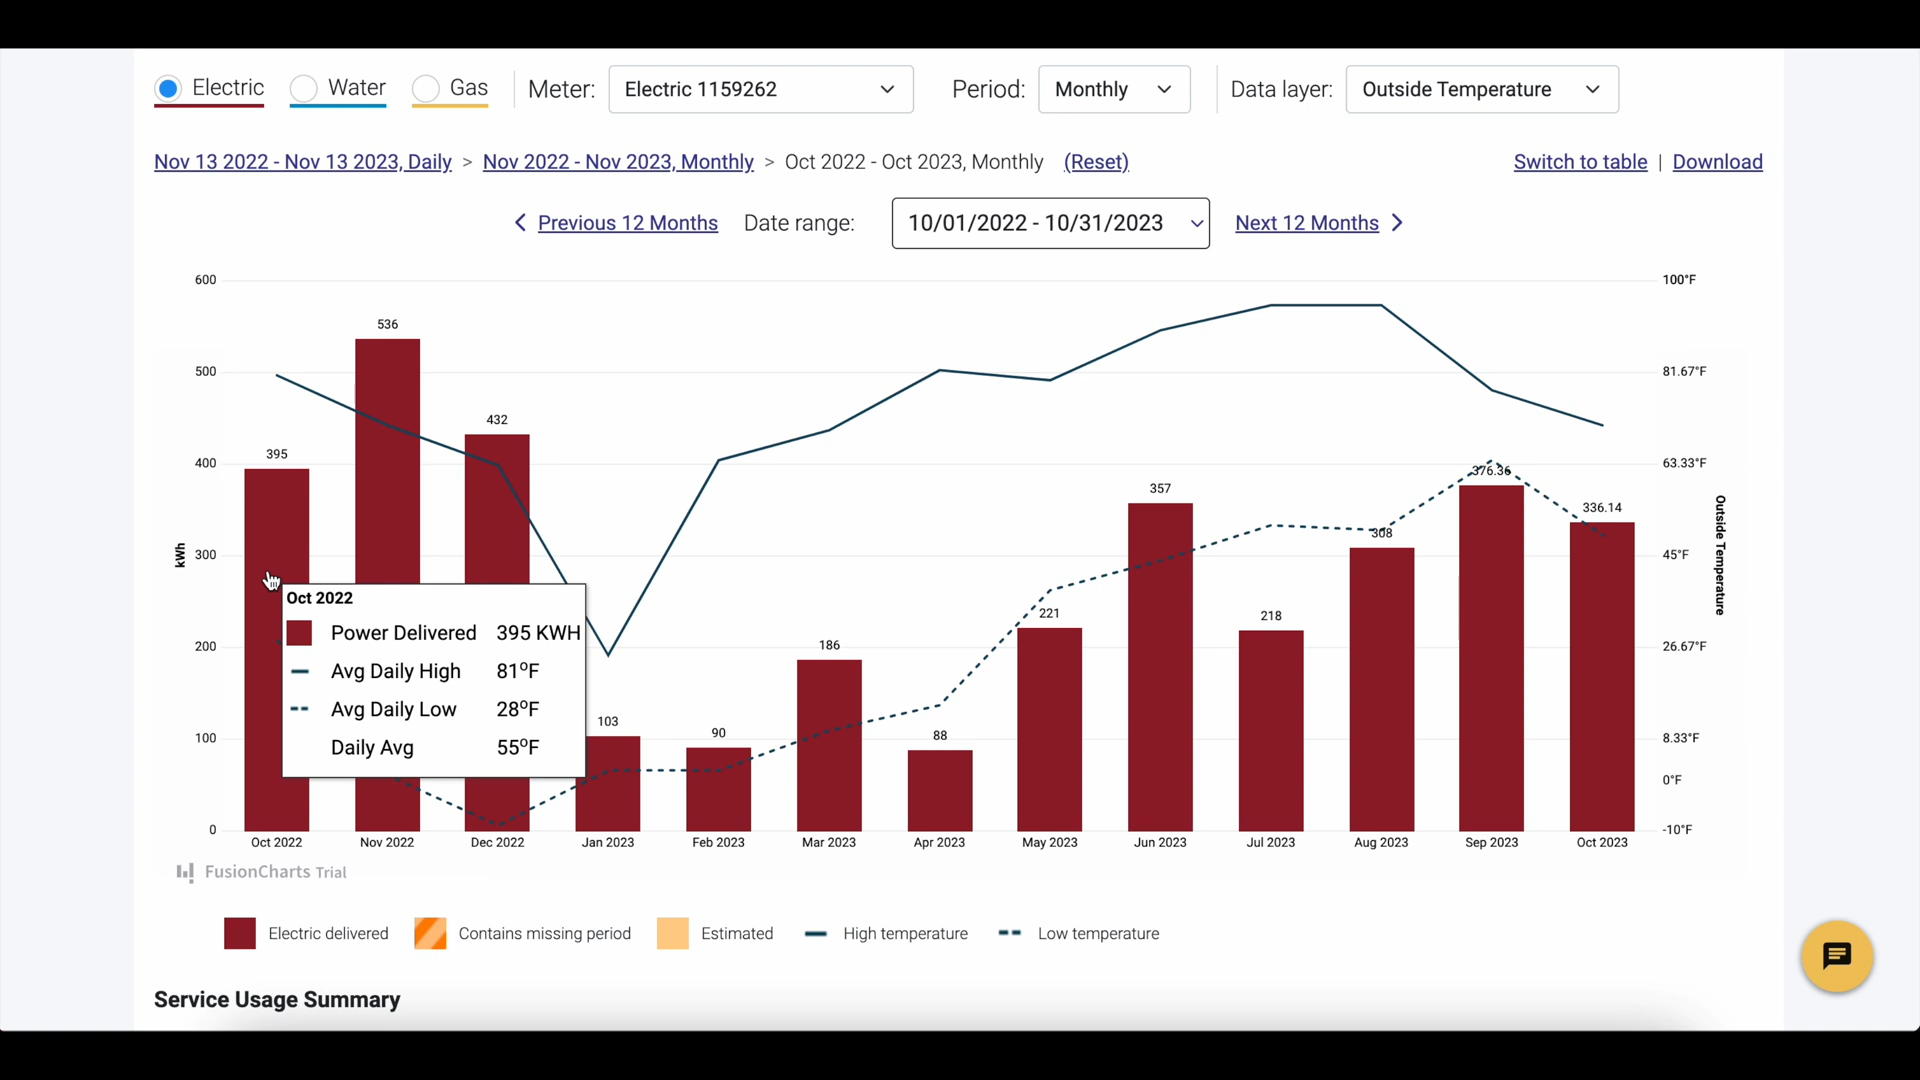 Electric Water Gas Meter: Electric 1159262 Period: Monthly Data layer: Outside Temperature
Nov 13 2022 - Nov 13 2023, Daily > Nov 2022 - Nov 2023, Monthly > Oct 2022 - Oct 2023, Monthly (Reset) Switch to table | Download
Previous 12 Months Date range: 10/01/2022 - 10/31/2023 Next 12 Months
600 100°F
536
500 81.67°F
432
395
400 63.33°F
376.36
357
336.14
308
kWh
300 45°F
Outside Temperature
Oct 2022
221
218
Power Delivered 395 KWH
186
200 26.67°F
Avg Daily High 81°F
Avg Daily Low 28°F
103
90
88
100 8.33°F
Daily Avg 55°F
0°F
0 -10°F
Oct 2022 Nov 2022 Dec 2022 Jan 2023 Feb 2023 Mar 2023 Apr 2023 May 2023 Jun 2023 Jul 2023 Aug 2023 Sep 2023 Oct 2023
FusionCharts Trial
Electric delivered Contains missing period Estimated High temperature Low temperature
Service Usage Summary